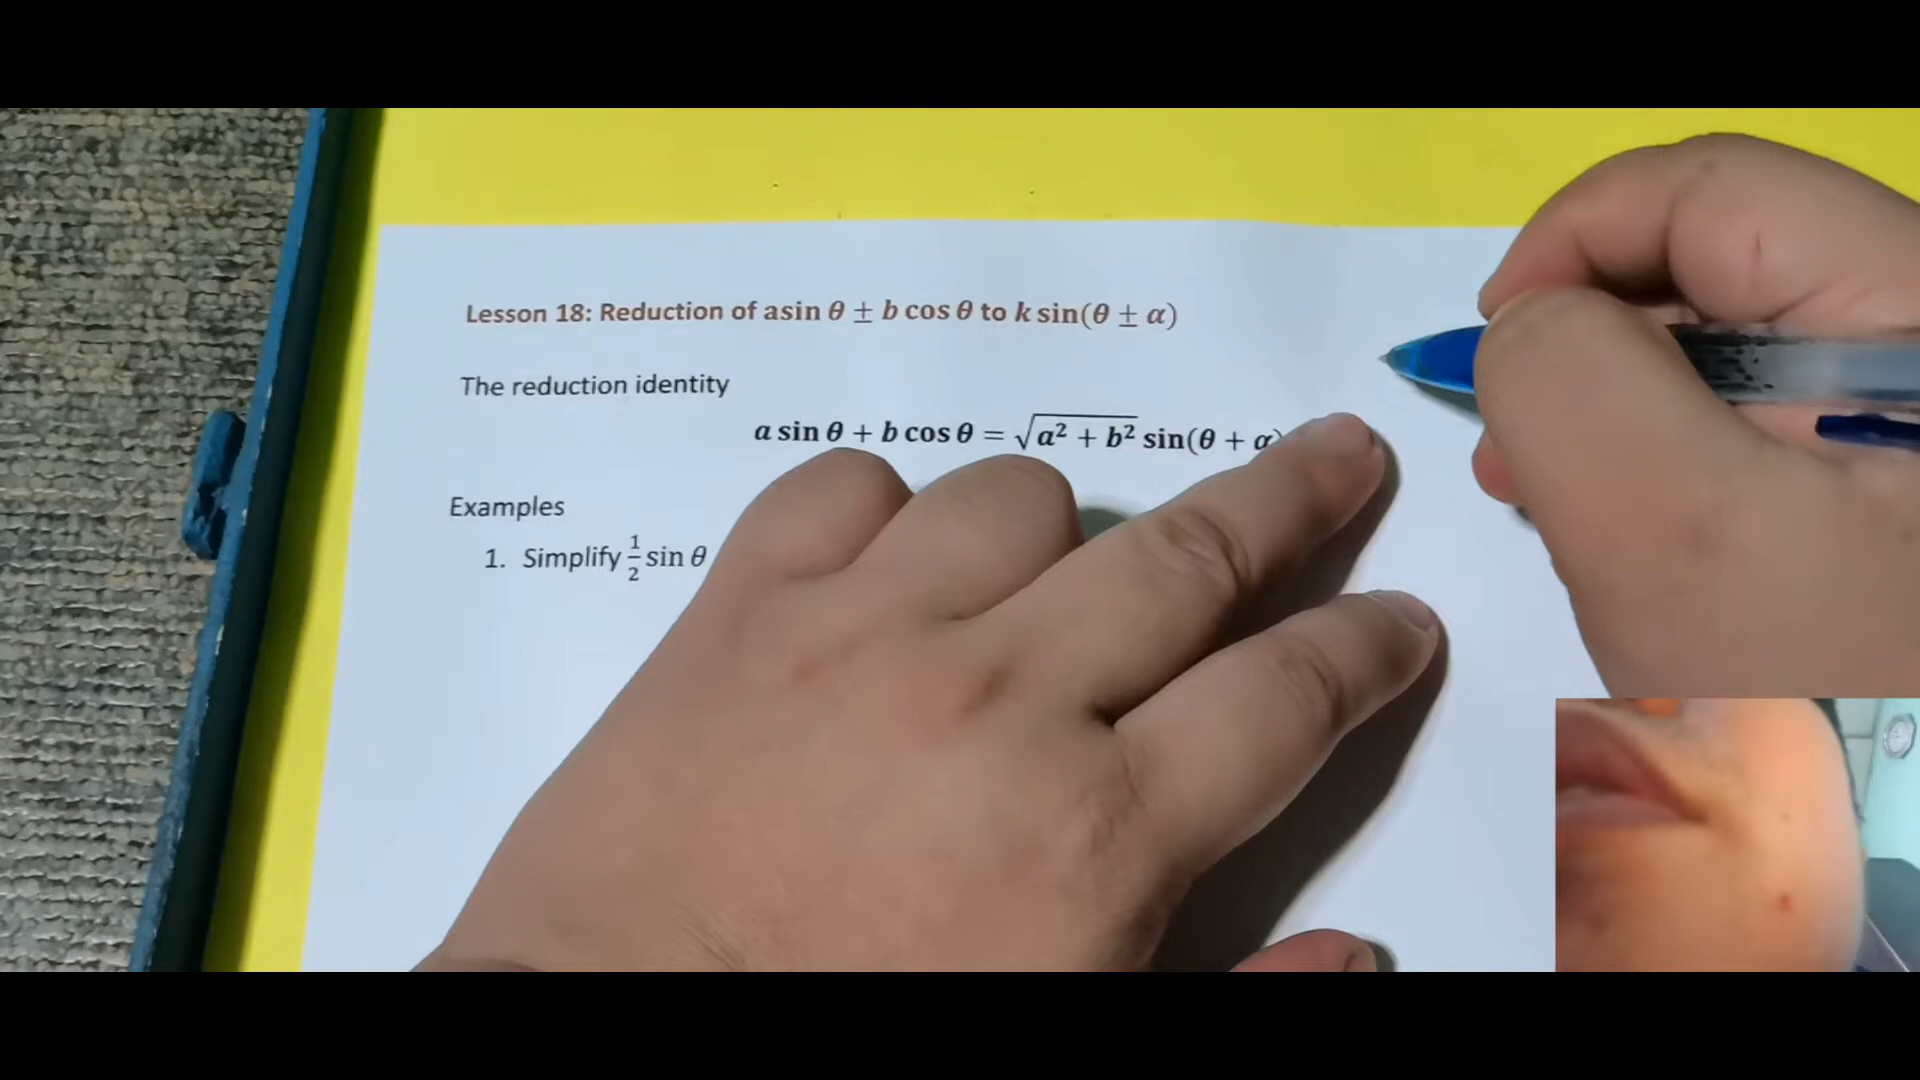 Lesson 18: Reduction of asin θ ± b cos θ to k sin(θ ± α)
The reduction identity
a sin θ + b cos θ = √(a² + b²) sin(θ + α)
Examples
1. Simplify 1/2 sin θ